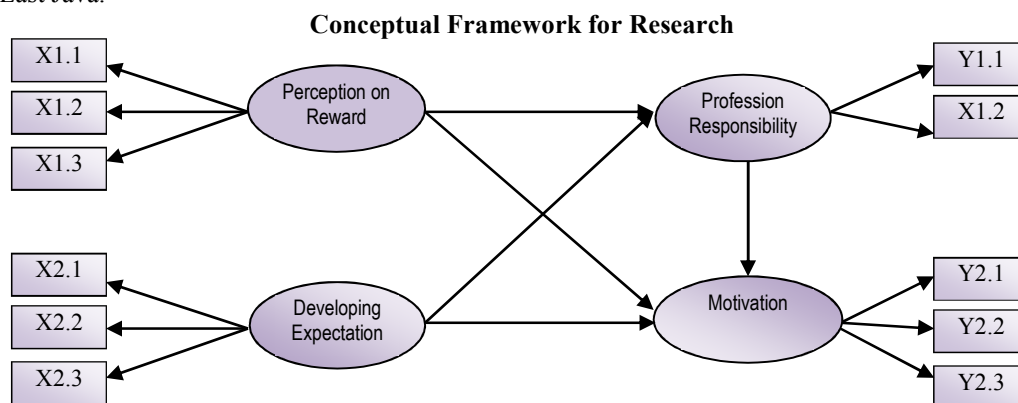 East Java.
Conceptual Framework for Research
X1.1
X1.2
X1.3
Perception on
Reward
Profession
Responsibility
Y1.1
X1.2
X2.1
X2.2
X2.3
Developing
Expectation
Motivation
Y2.1
Y2.2
Y2.3